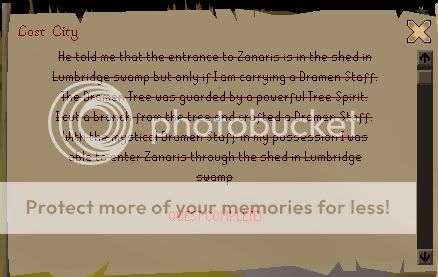 Lost City
He told me that the entrance to Zanaris is in the shed in
Lumbridge swamp but only if I am carrying a Dramen Staff.
The Dramen Tree was guarded by a powerful Tree Spirit.
I cut a branch from the tree and crafted a Dramen Staff.
With the mystical Dramen Staff in my possession I was
able to enter Zanaris through the shed in Lumbridge
swamp.
photobucket
Protect more of your memories for less!
QUEST COMPLETE!